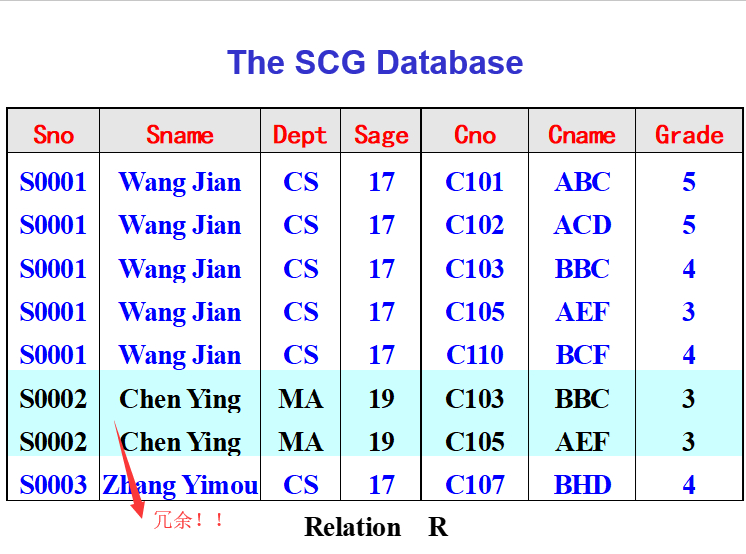 The SCG Database
Sno Sname Dept Sage Cno Cname Grade
S0001 Wang Jian CS 17 C101 ABC 5
S0001 Wang Jian CS 17 C102 ACD 5
S0001 Wang Jian CS 17 C103 BBC 4
S0001 Wang Jian CS 17 C105 AEF 3
S0001 Wang Jian CS 17 C110 BCF 4
S0002 Chen Ying MA 19 C103 BBC 3
S0002 Chen Ying MA 19 C105 AEF 3
S0003 Zhang Yimou CS 17 C107 BHD 4
冗余！！
Relation R